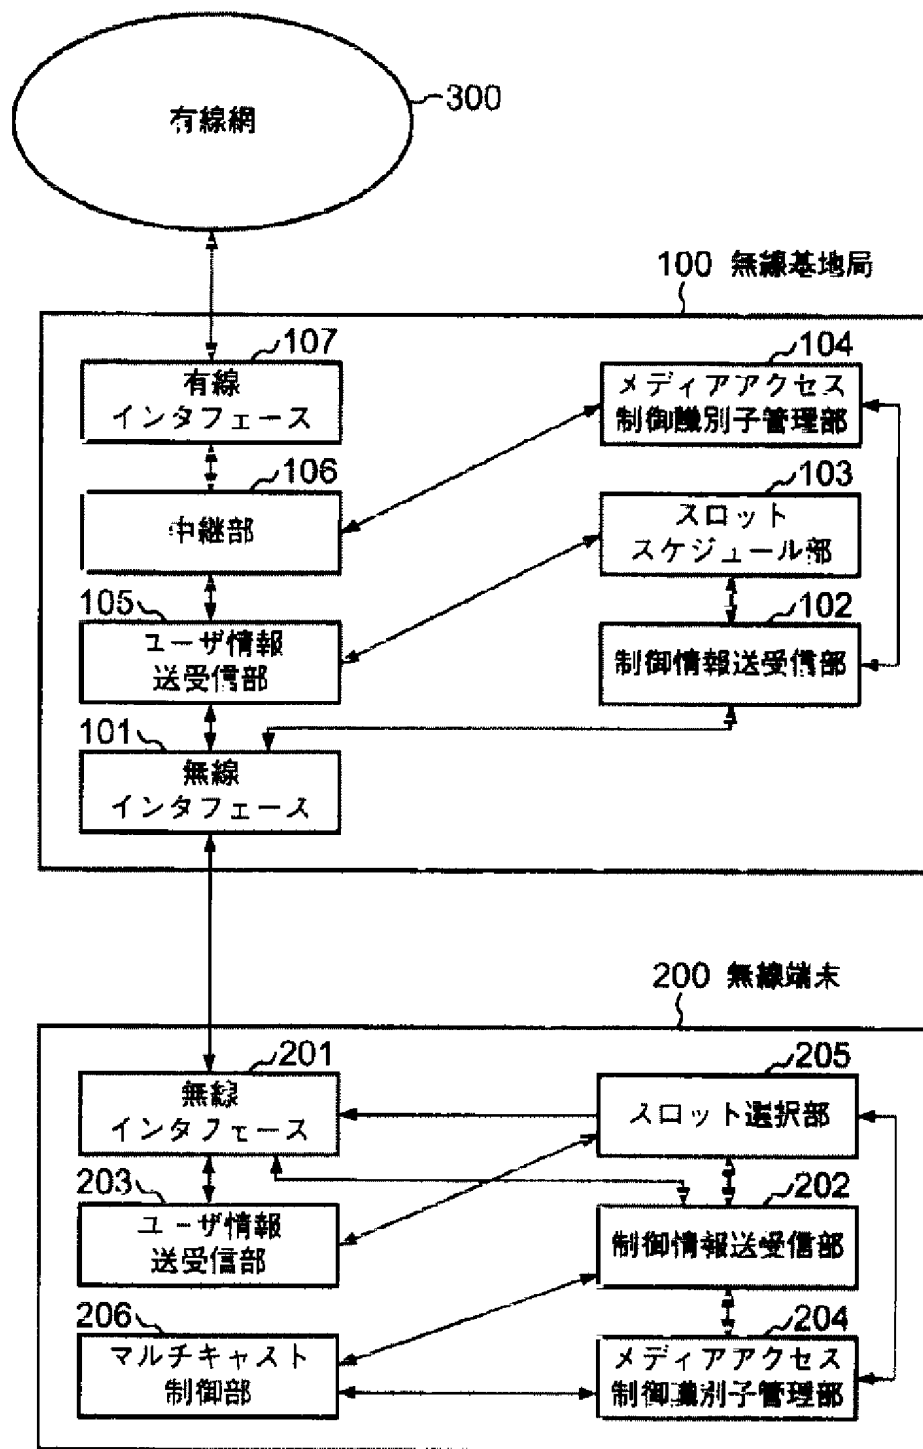 有線網
300
100 無線基地局
107
有線
インタフェース
104
メディアアクセス
制御識別子管理部
106
中継部
103
スロット
スケジュール部
105
ユーザ情報
送受信部
102
制御情報送受信部
101
無線
インタフェース
200 無線端末
201
無線
インタフェース
205
スロット選択部
203
ユーザ情報
送受信部
202
制御情報送受信部
206
マルチキャスト
制御部
204
メディアアクセス
制御識別子管理部